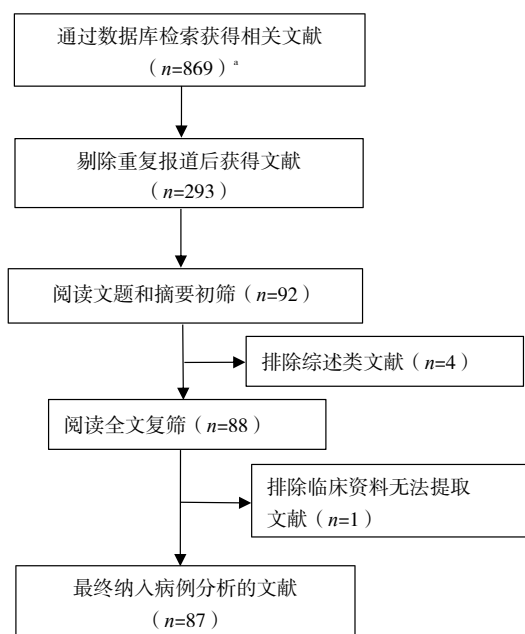 通过数据库检索获得相关文献
（n=869）ᵃ
剔除重复报道后获得文献
（n=293）
阅读文题和摘要初筛（n=92）
排除综述类文献（n=4）
阅读全文复筛（n=88）
排除临床资料无法提取
文献（n=1）
最终纳入病例分析的文献
（n=87）